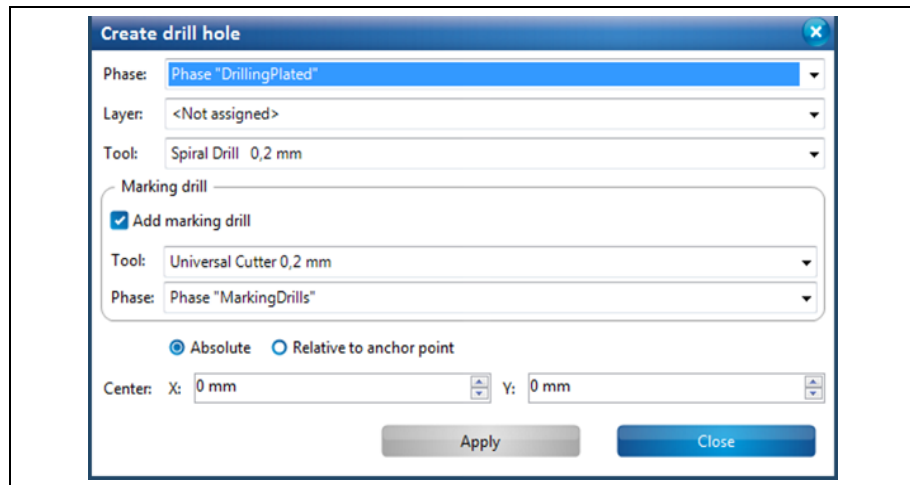 Create drill hole
Phase: Phase "DrillingPlated"
Layer: <Not assigned>
Tool: Spiral Drill 0,2 mm
Marking drill
Add marking drill
Tool: Universal Cutter 0,2 mm
Phase: Phase "MarkingDrills"
Absolute Relative to anchor point
Center: X: 0 mm Y: 0 mm
Apply Close